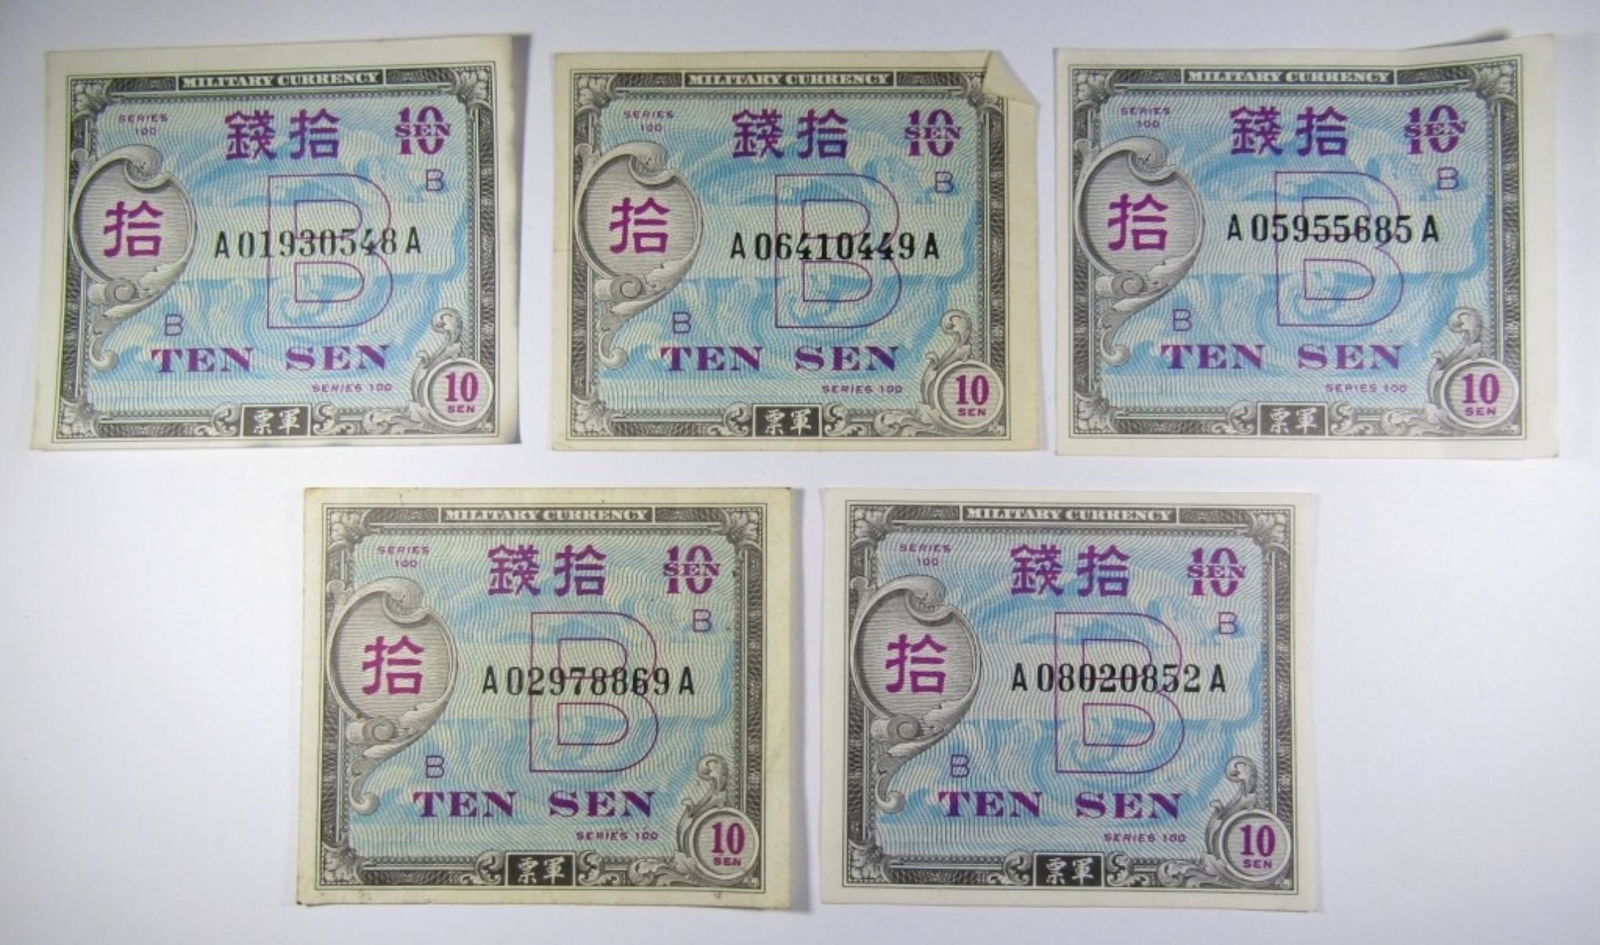 MILITARY CURRENCY
SERIES
100
錢拾
10
SEN
B
拾
B
A01930548A
B
TEN SEN
SERIES 100
10
SEN
票軍
MILITARY CURRENCY
SERIES
100
錢拾
10
SEN
B
拾
B
A06410449A
B
TEN SEN
SERIES 100
10
SEN
票軍
MILITARY CURRENCY
SERIES
100
錢拾
10
SEN
B
拾
B
A05955685A
B
TEN SEN
SERIES 100
10
SEN
票軍
MILITARY CURRENCY
SERIES
100
錢拾
10
SEN
B
拾
B
A02978869A
B
TEN SEN
SERIES 100
10
SEN
票軍
MILITARY CURRENCY
SERIES
100
錢拾
10
SEN
B
拾
B
A08020852A
B
TEN SEN
SERIES 100
10
SEN
票軍